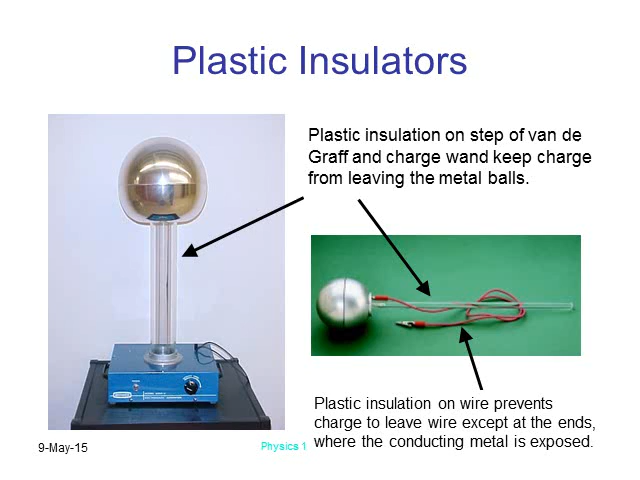 Plastic Insulators
Plastic insulation on step of van de
Graff and charge wand keep charge
from leaving the metal balls.
Plastic insulation on wire prevents
charge to leave wire except at the ends,
where the conducting metal is exposed.
9-May-15
Physics 1